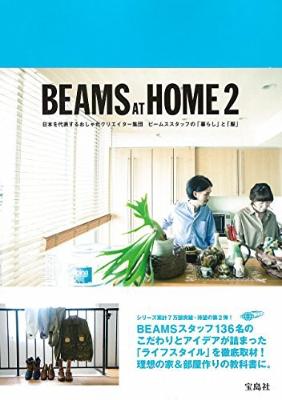 BEAMS AT HOME 2
日本を代表するおしゃれクリエイター集団 ビームススタッフの「暮らし」と「服」
シリーズ累計7万部突破・待望の第2弾!
BEAMSスタッフ136名の
こだわりとアイデアが詰まった
「ライフスタイル」を徹底取材!
理想の家&部屋作りの教科書に。
宝島社